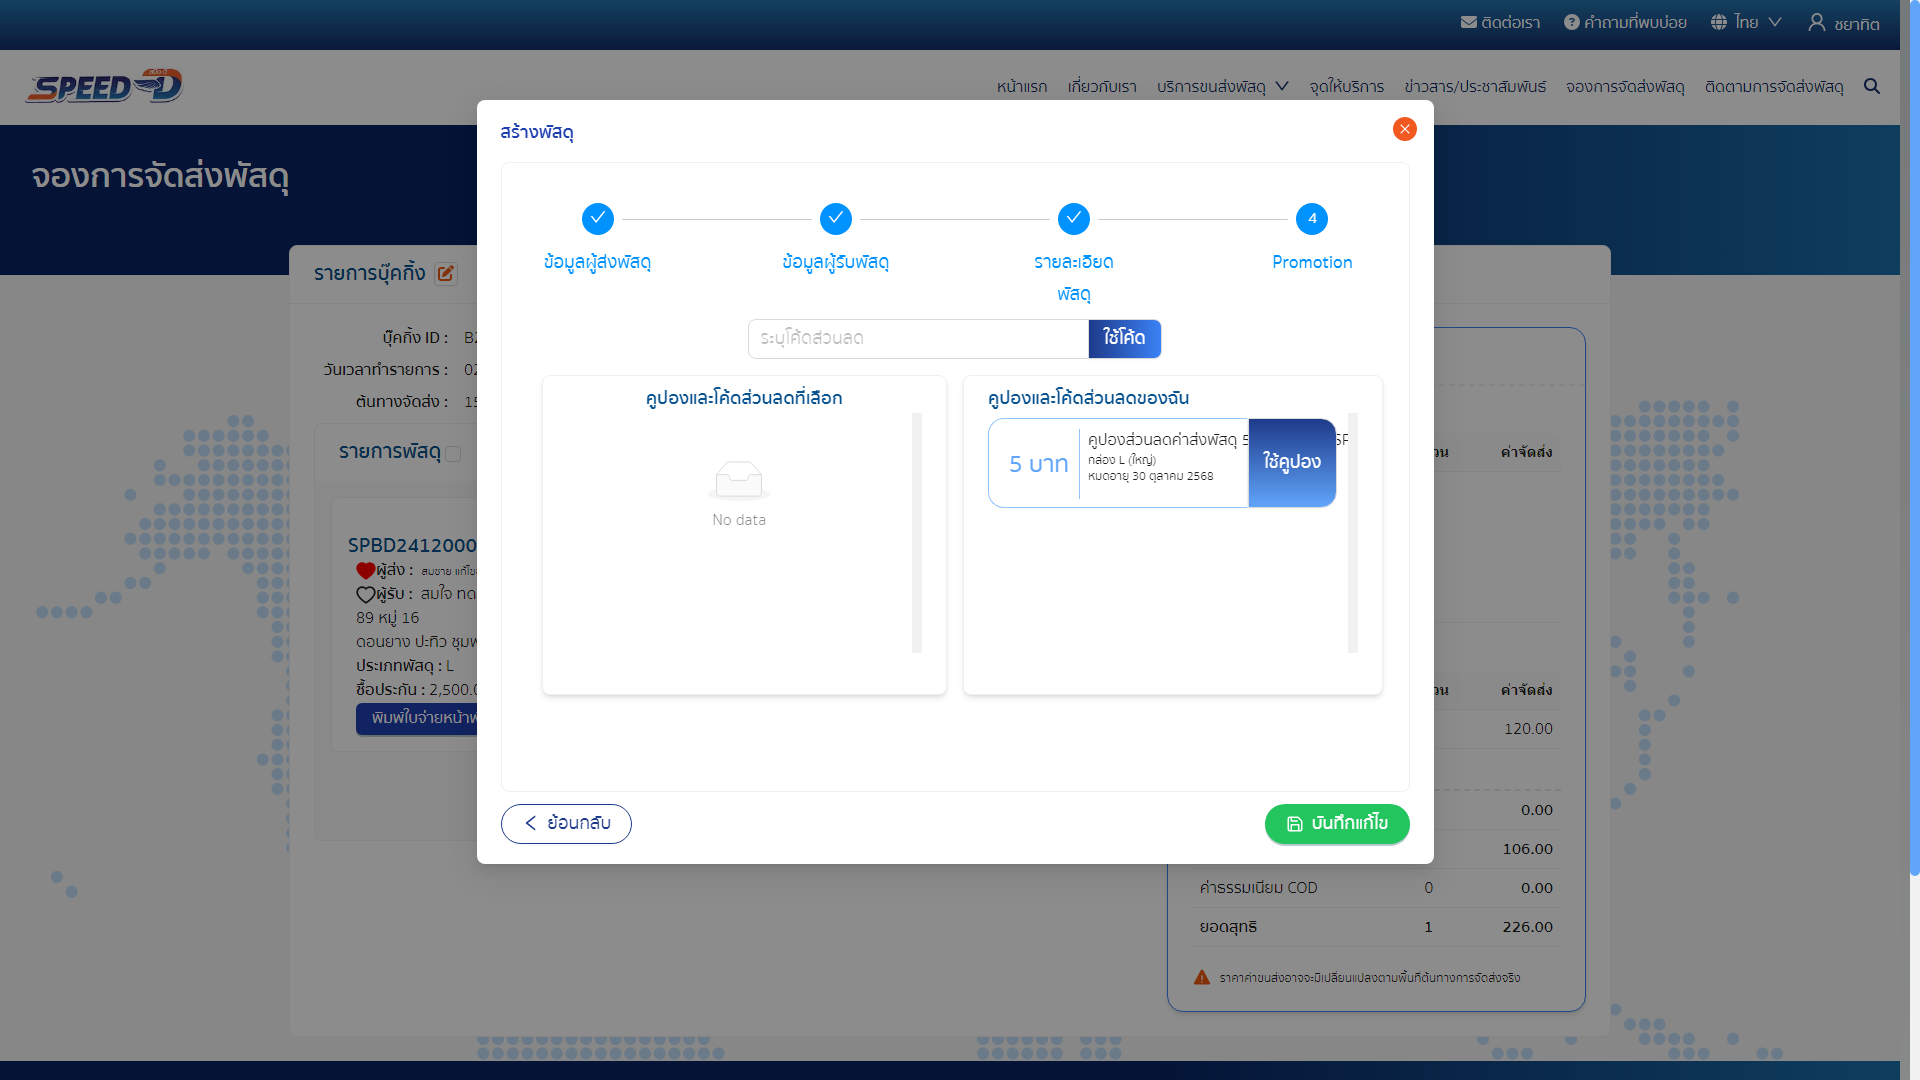 ติดต่อเรา
คำถามที่พบบ่อย
ไทย
ชยาทิต
SPEED D
หน้าแรก
เกี่ยวกับเรา
บริการขนส่งพัสดุ
จุดให้บริการ
ข่าวสาร/ประชาสัมพันธ์
จองการจัดส่งพัสดุ
ติดตามการจัดส่งพัสดุ
จองการจัดส่งพัสดุ
รายการบุ๊คกิ้ง
บุ๊คกิ้ง ID :
วันเวลาทำรายการ : 02
ต้นทางจัดส่ง :
รายการพัสดุ
SPBD2412000
ผู้ส่ง : สมชาย แก้ไข
ผู้รับ : สมใจ ทด
89 หมู่ 16
ดอนยาง ปะทิว ชุมพ
ประเภทพัสดุ : L
ซื้อประกัน : 2,500.0
พิมพ์ใบจ่ายหน้าพ
สร้างพัสดุ
ข้อมูลผู้ส่งพัสดุ
ข้อมูลผู้รับพัสดุ
รายละเอียด
พัสดุ
4
Promotion
ระบุโค้ดส่วนลด
ใช้โค้ด
คูปองและโค้ดส่วนลดที่เลือก
No data
คูปองและโค้ดส่วนลดของฉัน
5 บาท
คูปองส่วนลดค่าส่งพัสดุ 5
กล่อง L (ใหญ่)
หมดอายุ 30 ตุลาคม 2568
ใช้คูปอง
ย้อนกลับ
บันทึกแก้ไข
วน ค่าจัดส่ง
วน ค่าจัดส่ง
120.00
0.00
106.00
ค่าธรรมเนียม COD 0 0.00
ยอดสุทธิ 1 226.00
ราคาค่าขนส่งอาจจะมีเปลี่ยนแปลงตามพื้นที่ต้นทางการจัดส่งจริง